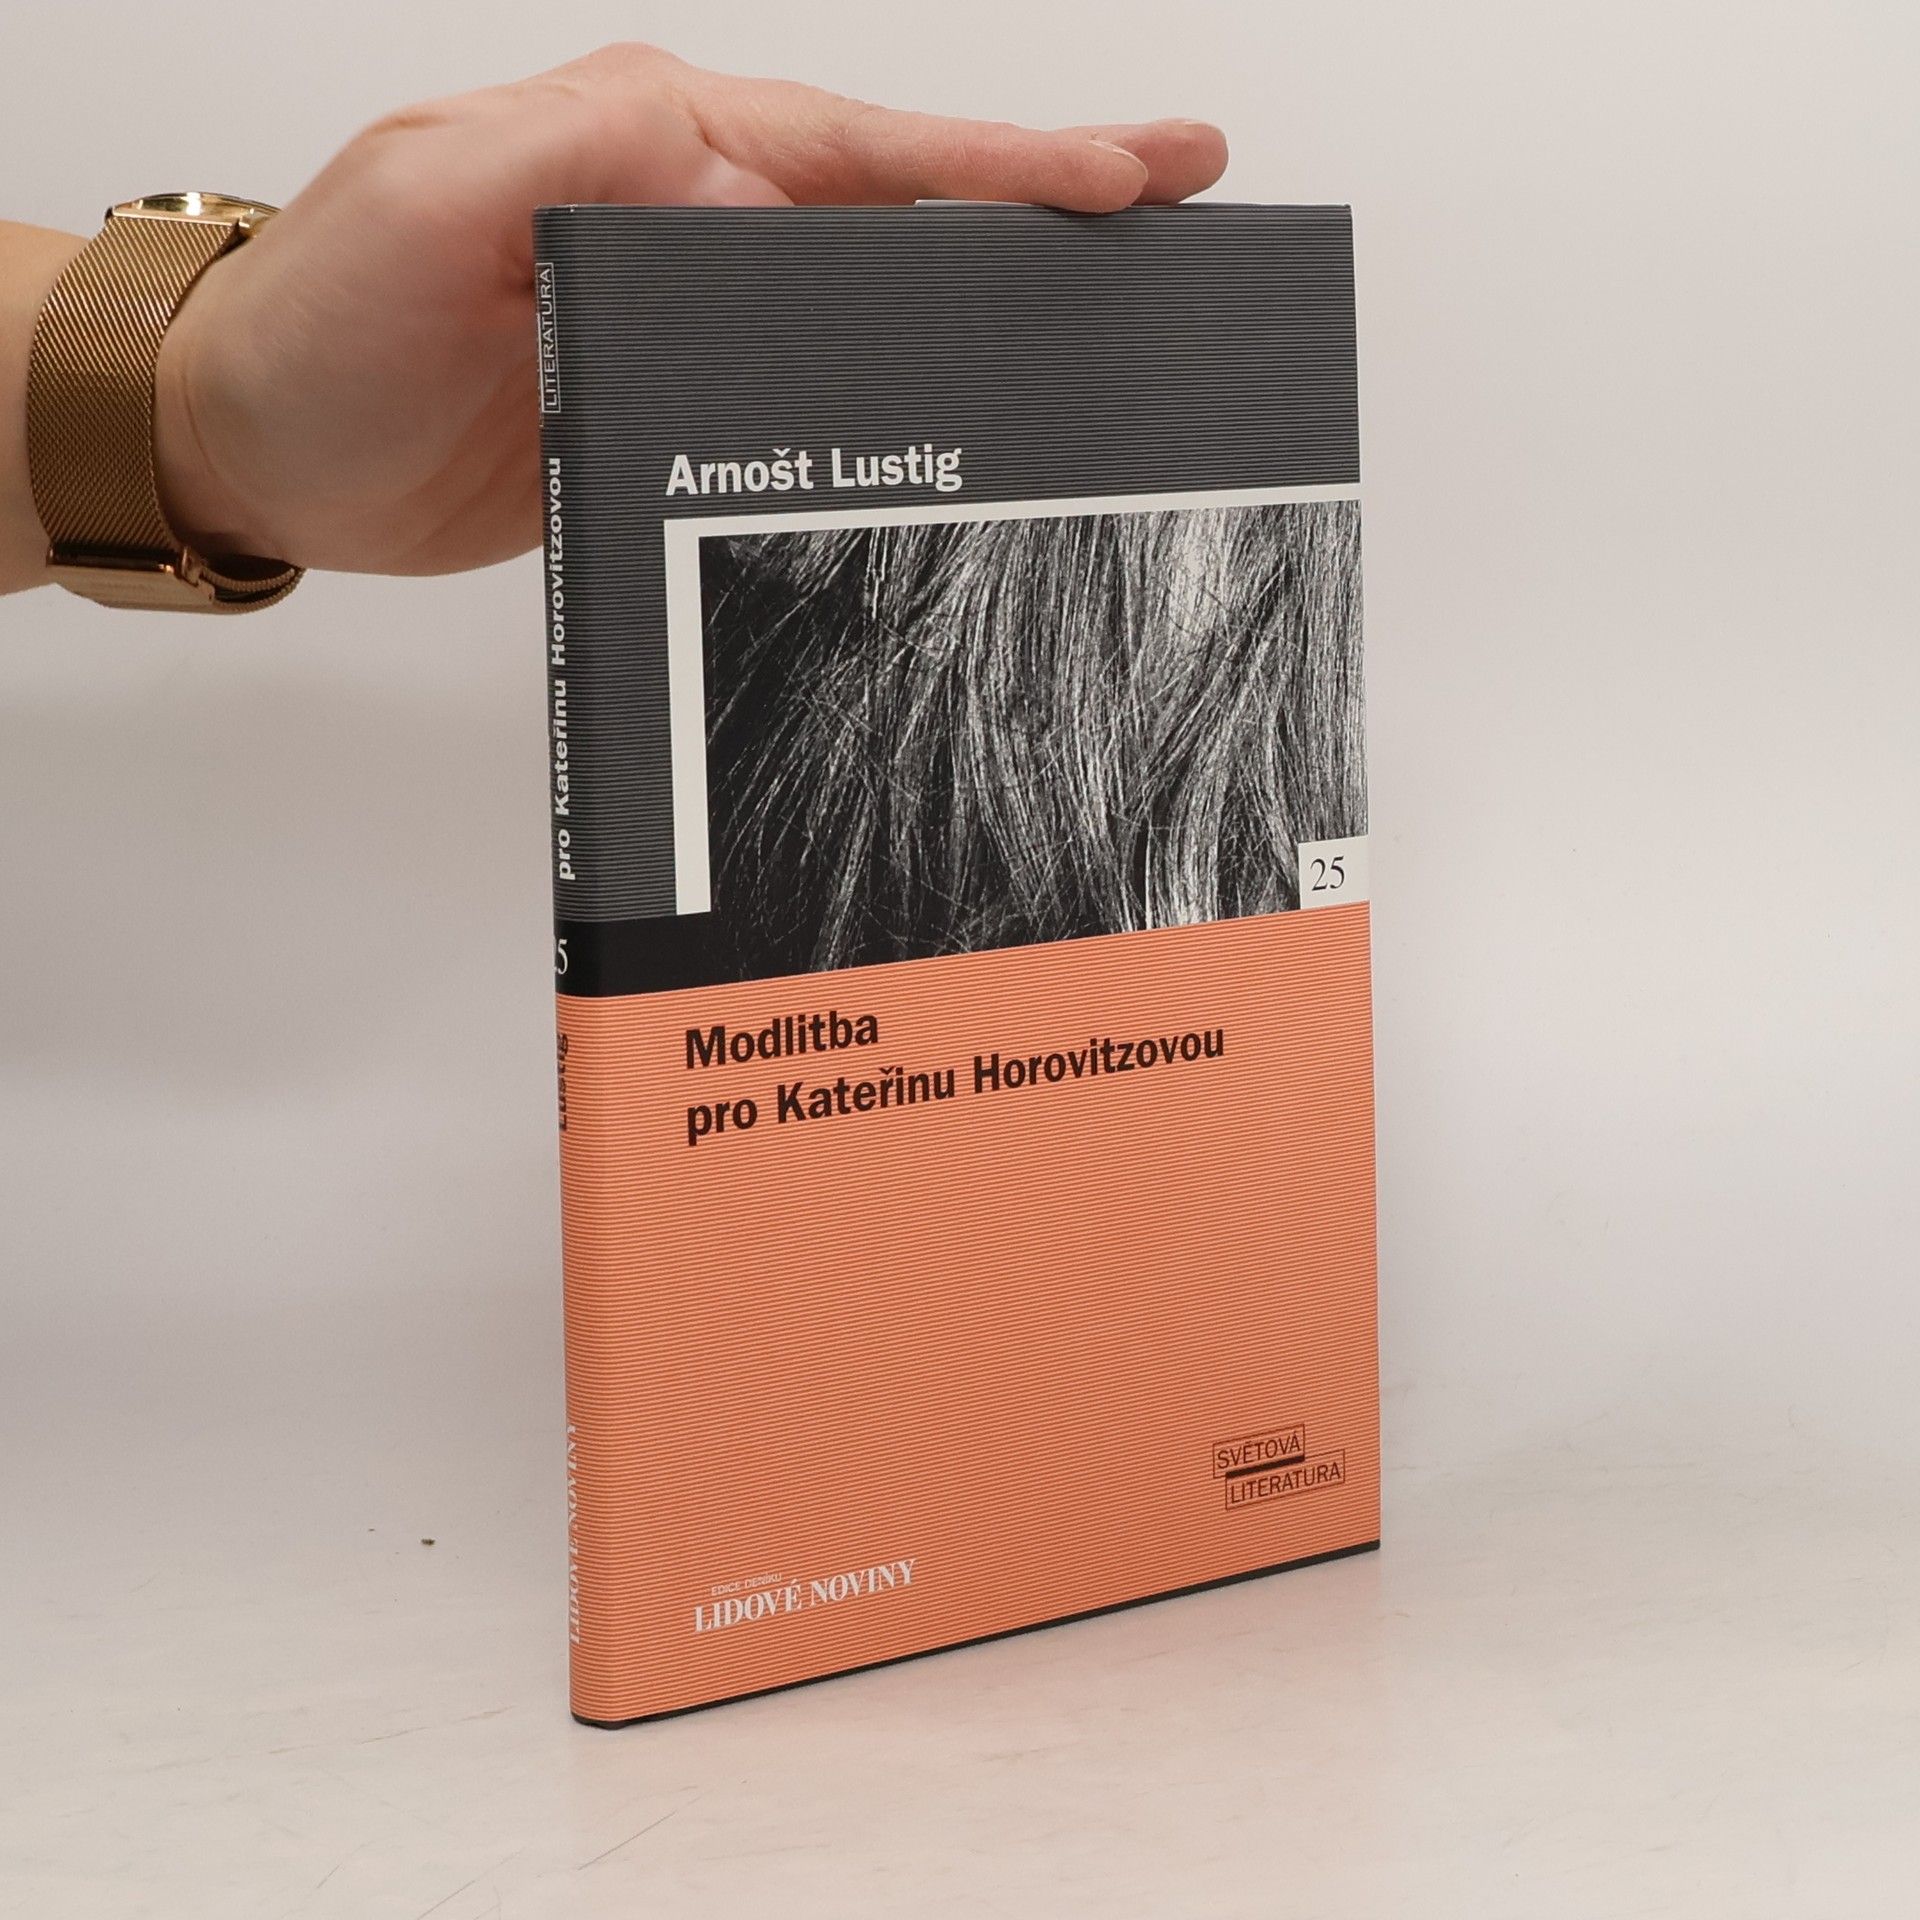 Arnošt Lustig
25
Modlitba
pro Kateřinu Horovitzovou
SVĚTOVÁ
LITERATURA
EDICE DENÍKU
LIDOVÉ NOVINY
LITERATURA
pro Kateřinu Horovitzovou
Lustig
LIDOVÉ NOVINY